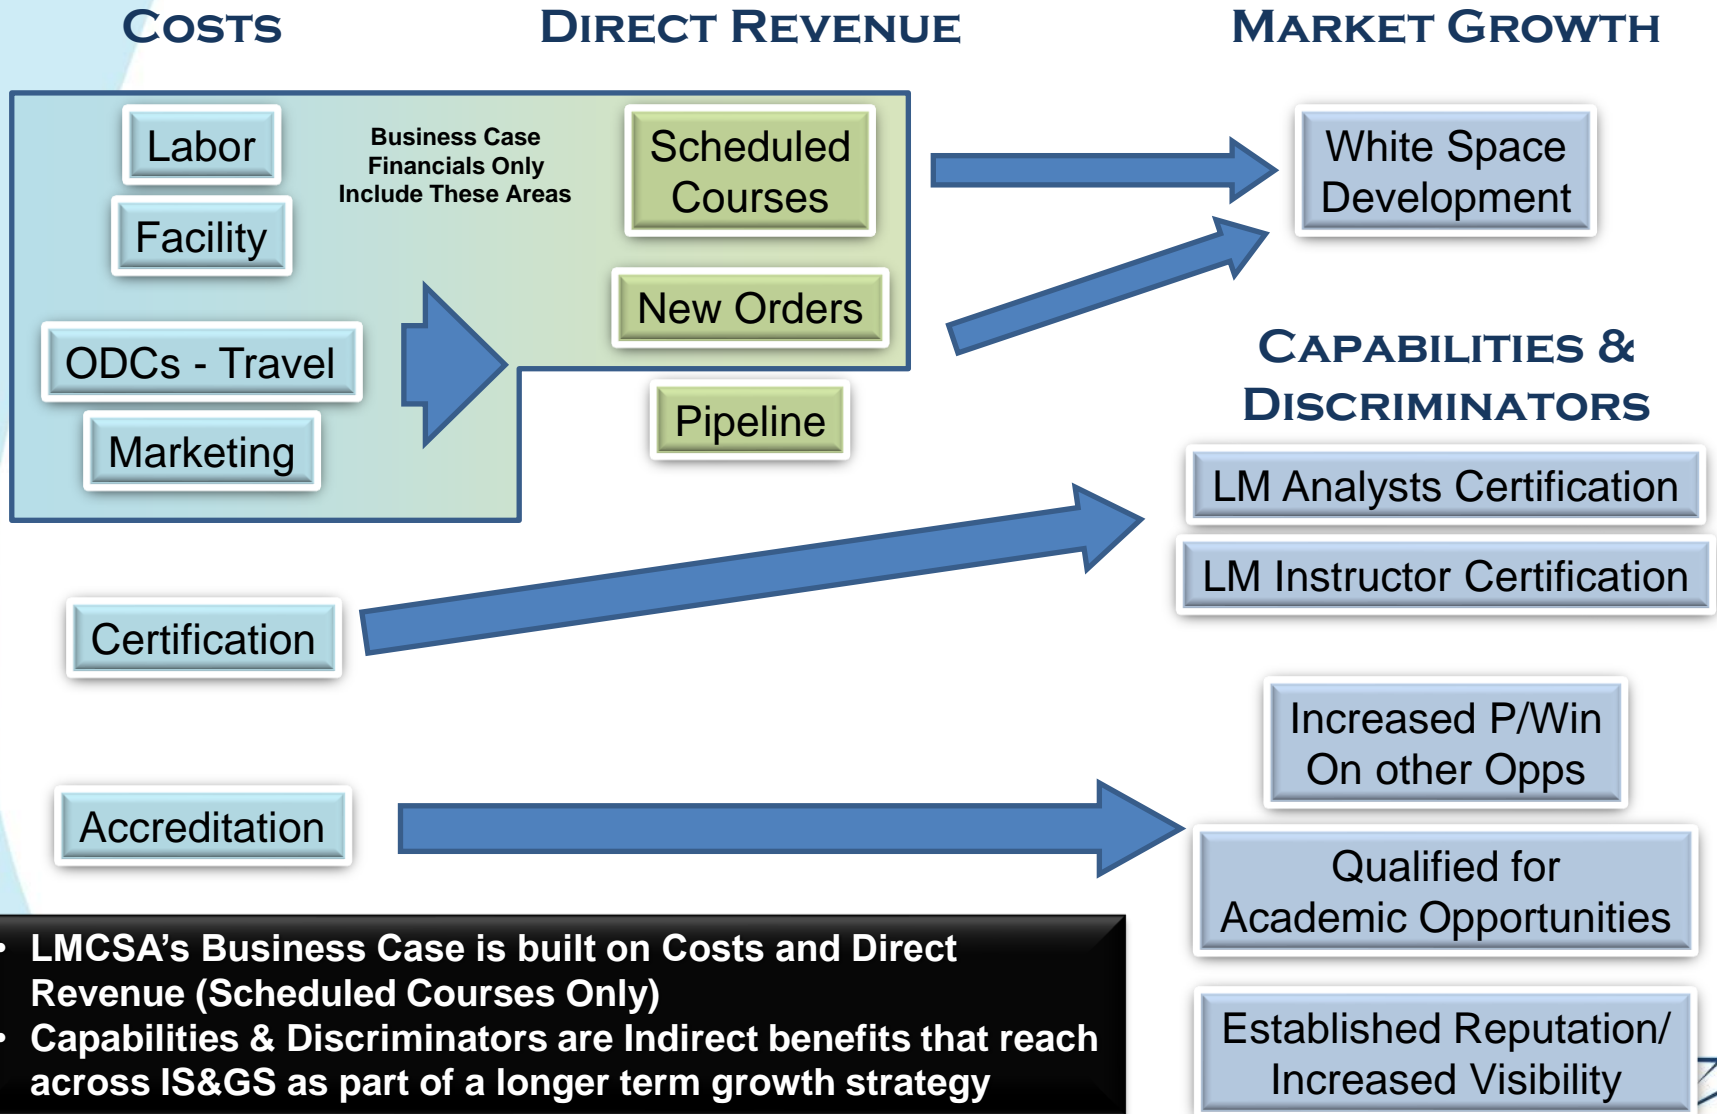 COSTS
DIRECT REVENUE
MARKET GROWTH
Labor
Facility
ODCs - Travel
Marketing
Business Case
Financials Only
Include These Areas
Scheduled
Courses
New Orders
Pipeline
White Space
Development
CAPABILITIES &
DISCRIMINATORS
LM Analysts Certification
LM Instructor Certification
Certification
Increased P/Win
On other Opps
Accreditation
Qualified for
Academic Opportunities
Established Reputation/
Increased Visibility
• LMCSA’s Business Case is built on Costs and Direct
Revenue (Scheduled Courses Only)
• Capabilities & Discriminators are Indirect benefits that reach
across IS&GS as part of a longer term growth strategy